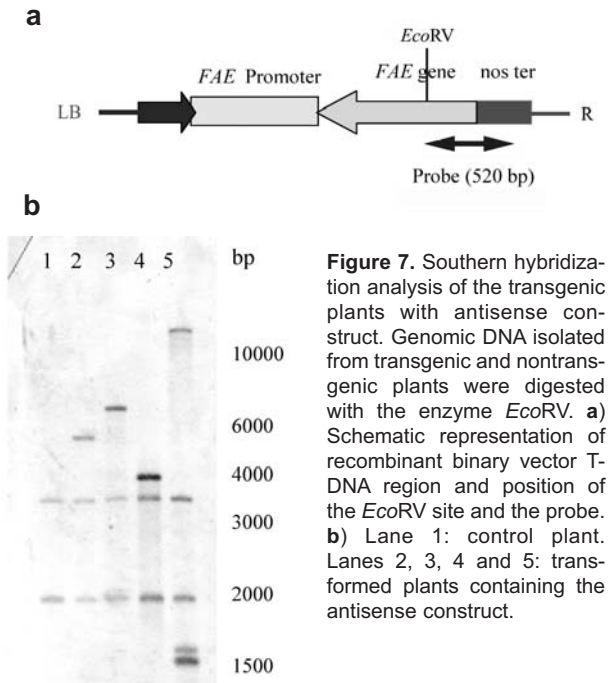 a
EcoRV
FAE Promoter
FAE gene
nos ter
LB
R
Probe (520 bp)
b
1 2 3 4 5 bp
10000
6000
4000
3000
2000
1500
Figure 7. Southern hybridiza-
tion analysis of the transgenic
plants with antisense con-
struct. Genomic DNA isolated
from transgenic and nontrans-
genic plants were digested
with the enzyme EcoRV. a)
Schematic representation of
recombinant binary vector T-
DNA region and position of
the EcoRV site and the probe.
b) Lane 1: control plant.
Lanes 2, 3, 4 and 5: trans-
formed plants containing the
antisense construct.